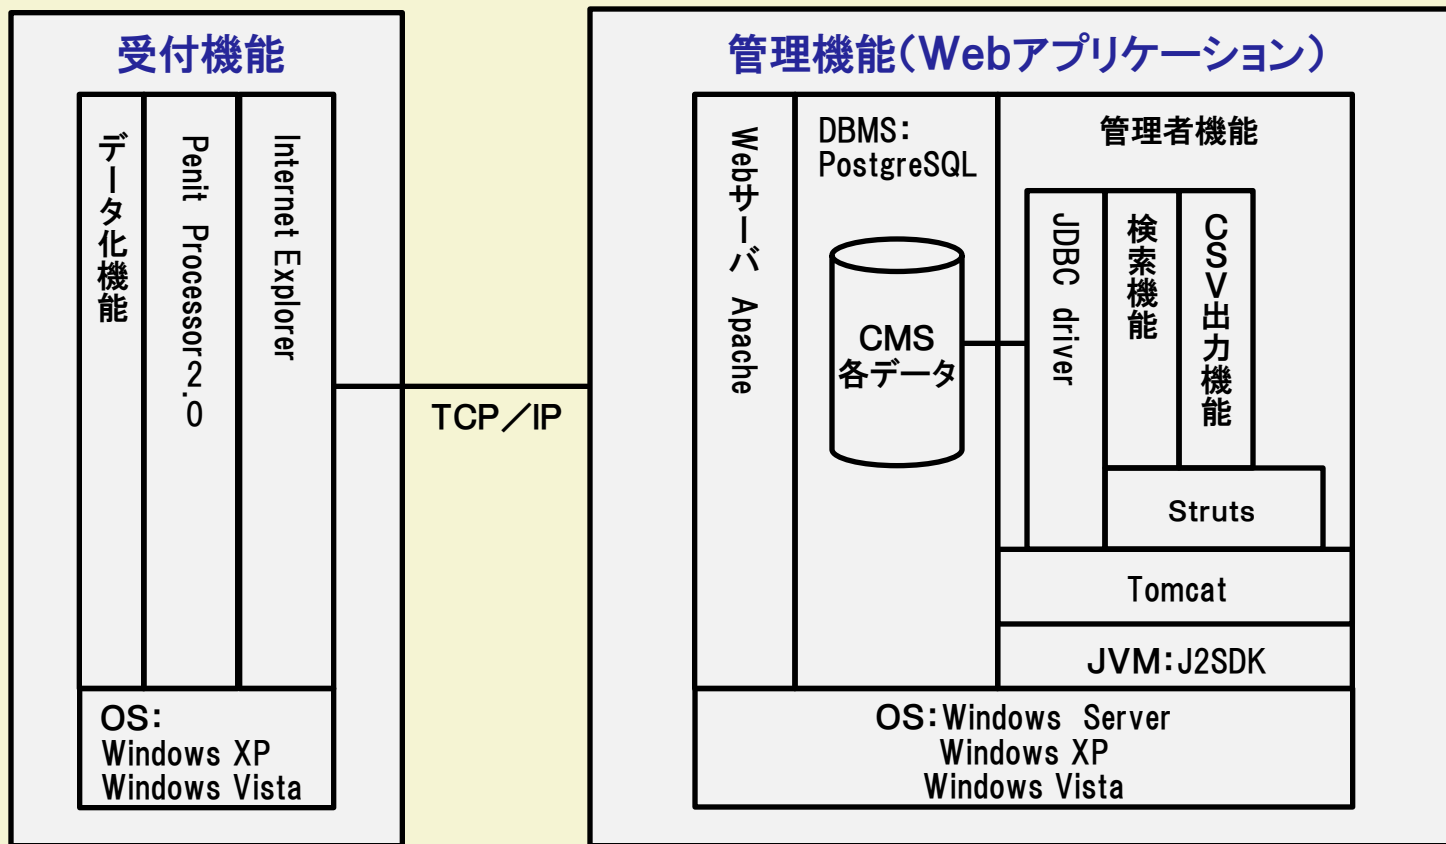 受付機能
データ化機能
Penit Processor2.0
Internet Explorer
OS:
Windows XP
Windows Vista
TCP／IP
管理機能(Webアプリケーション)
Webサーバ Apache
DBMS:
PostgreSQL
CMS
各データ
管理者機能
JDBC driver
検索機能
CSV出力機能
Struts
Tomcat
JVM:J2SDK
OS:Windows Server
Windows XP
Windows Vista